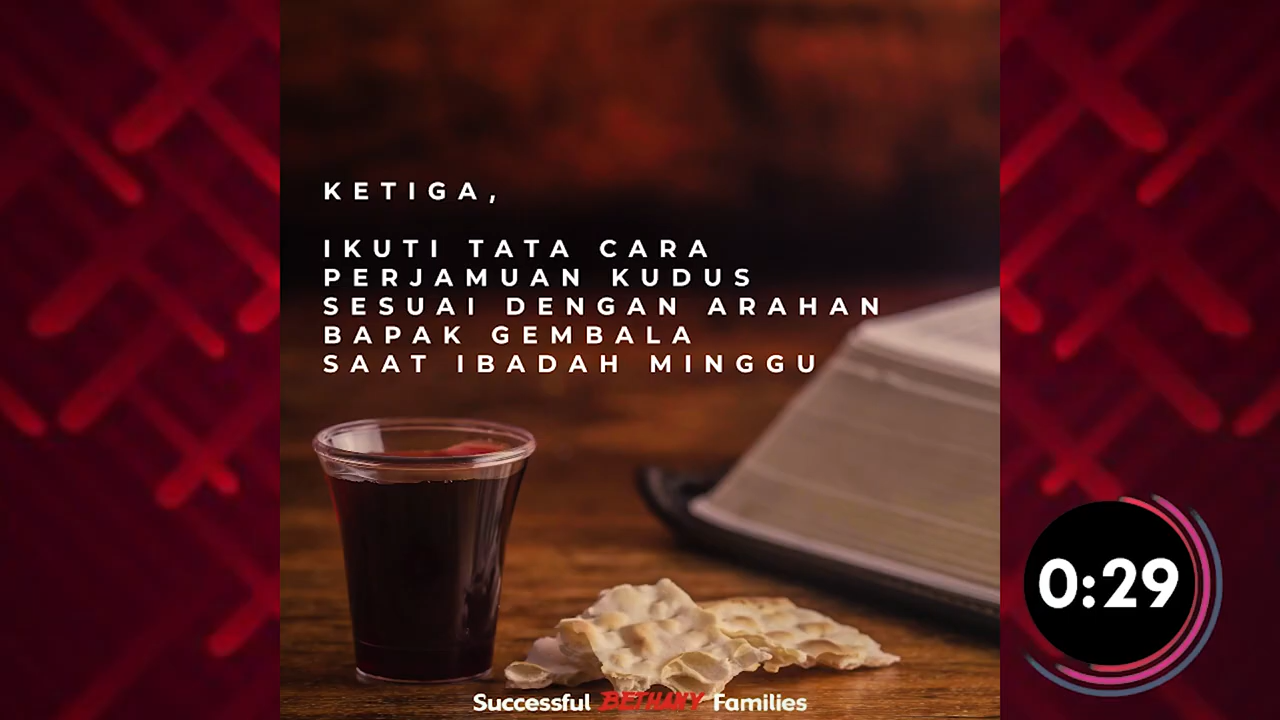 KETIGA,
IKUTI TATA CARA
PERJAMUAN KUDUS
SESUAI DENGAN ARAHAN
BAPAK GEMBALA
SAAT IBADAH MINGGU
0:29
Successful BETHANY Families